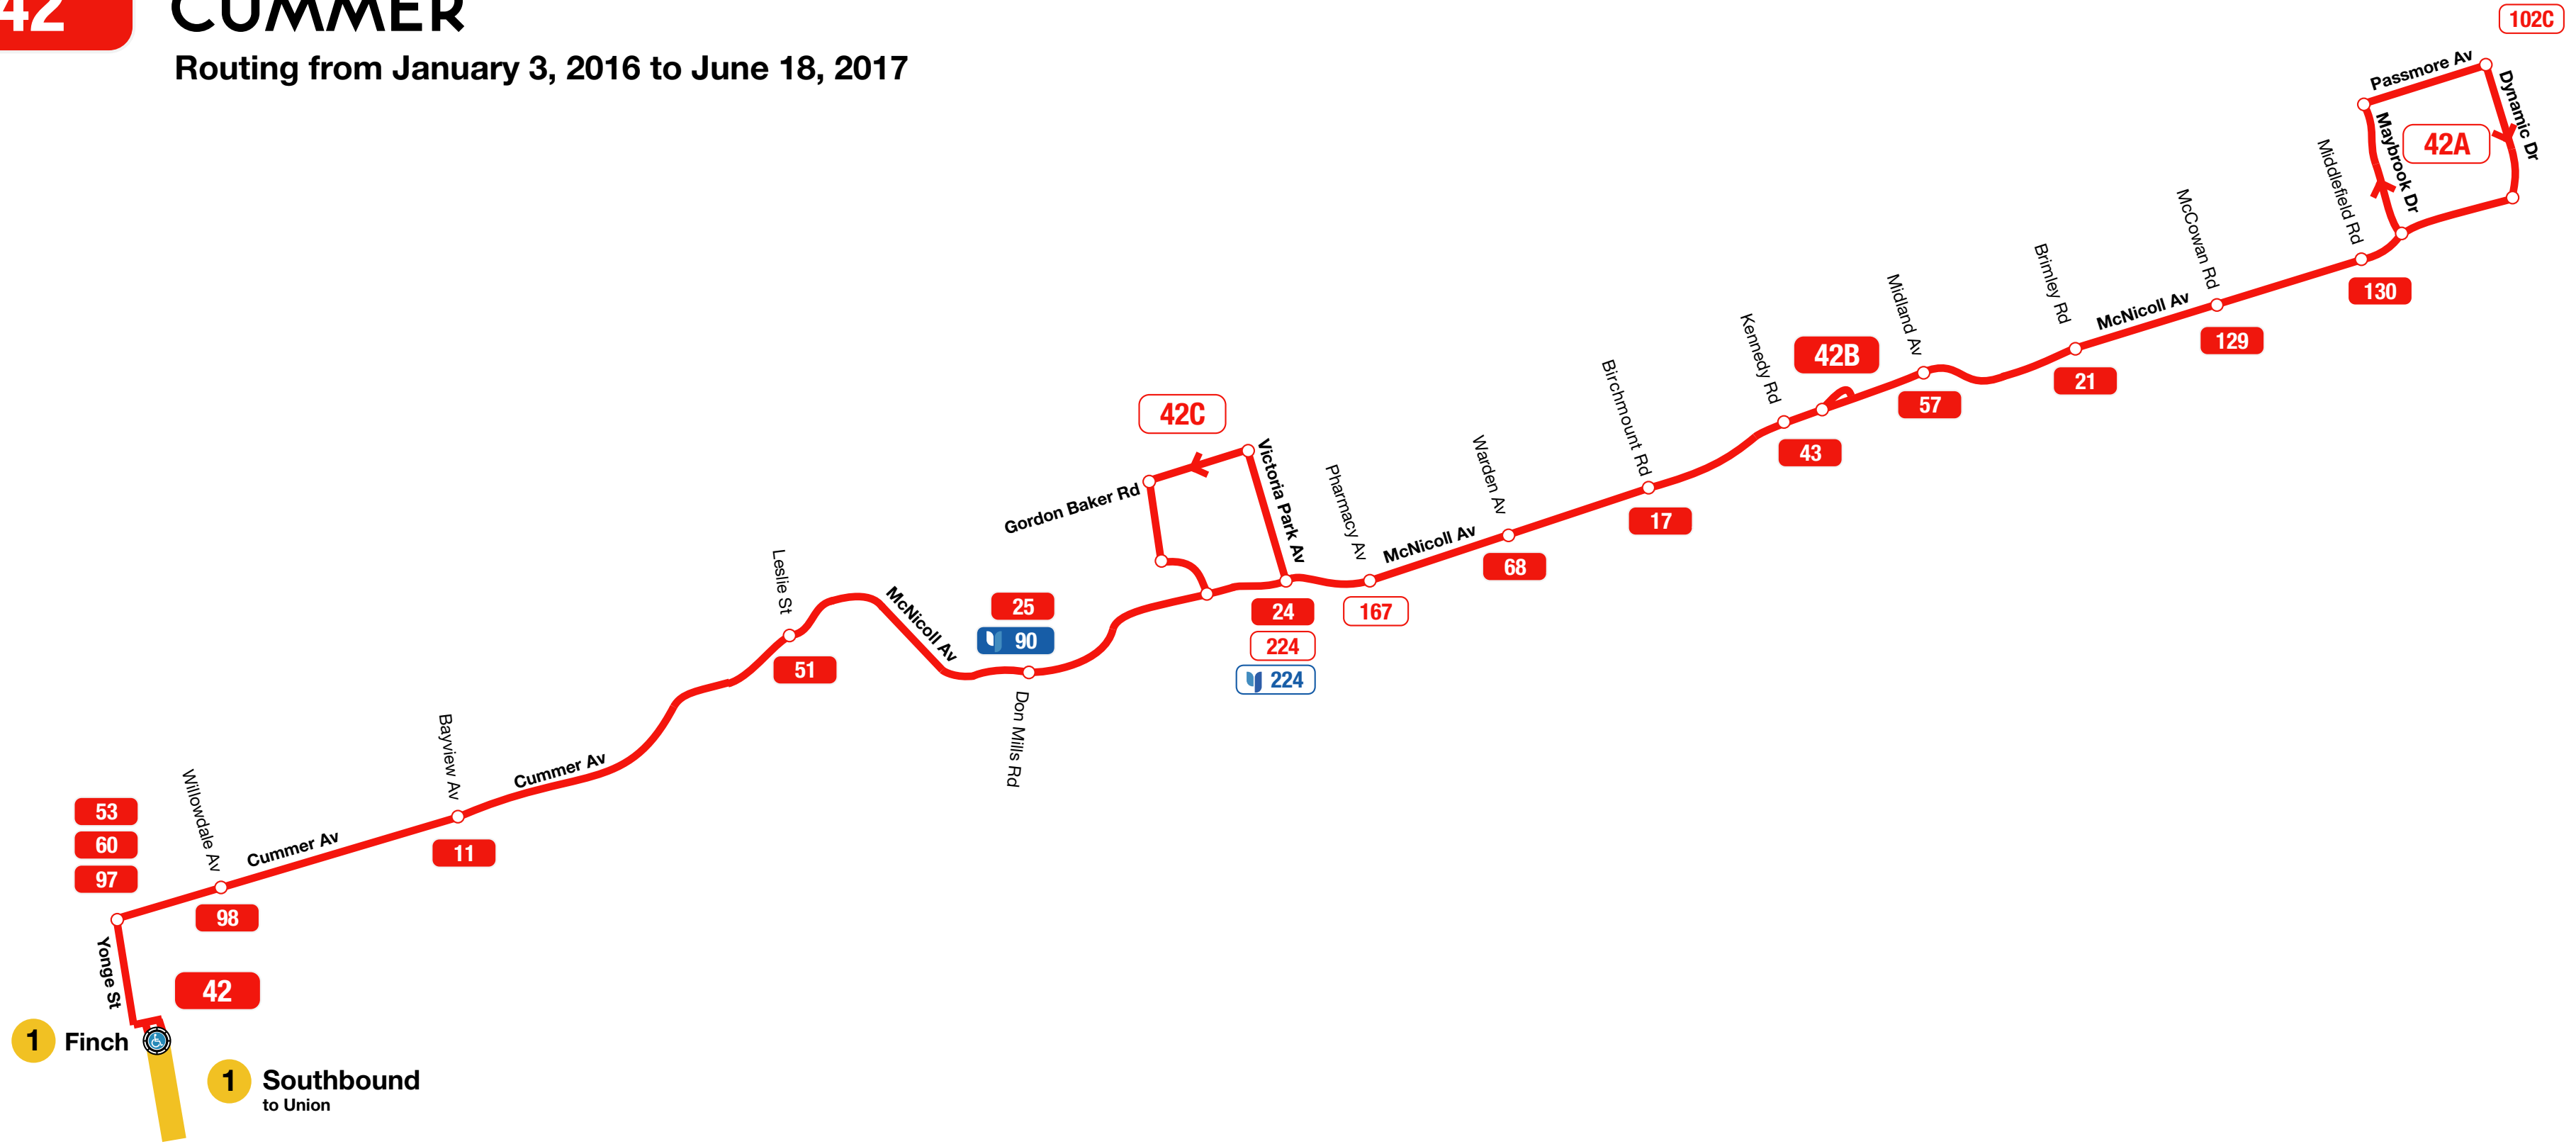 42
CUMMER
Routing from January 3, 2016 to June 18, 2017
102C
Passmore Av
Dynamic Dr
Maybrook Dr
42A
Middlefield Rd
130
McCowan Rd
McNicoll Av
129
Brimley Rd
21
Midland Av
57
42B
Kennedy Rd
43
Birchmount Rd
17
Warden Av
68
McNicoll Av
Pharmacy Av
167
42C
Victoria Park Av
Gordon Baker Rd
24
224
224
25
90
Don Mills Rd
McNicoll Av
Leslie St
51
Bayview Av
Cummer Av
11
Willowdale Av
Cummer Av
98
53
60
97
Yonge St
42
1 Finch
1 Southbound
to Union